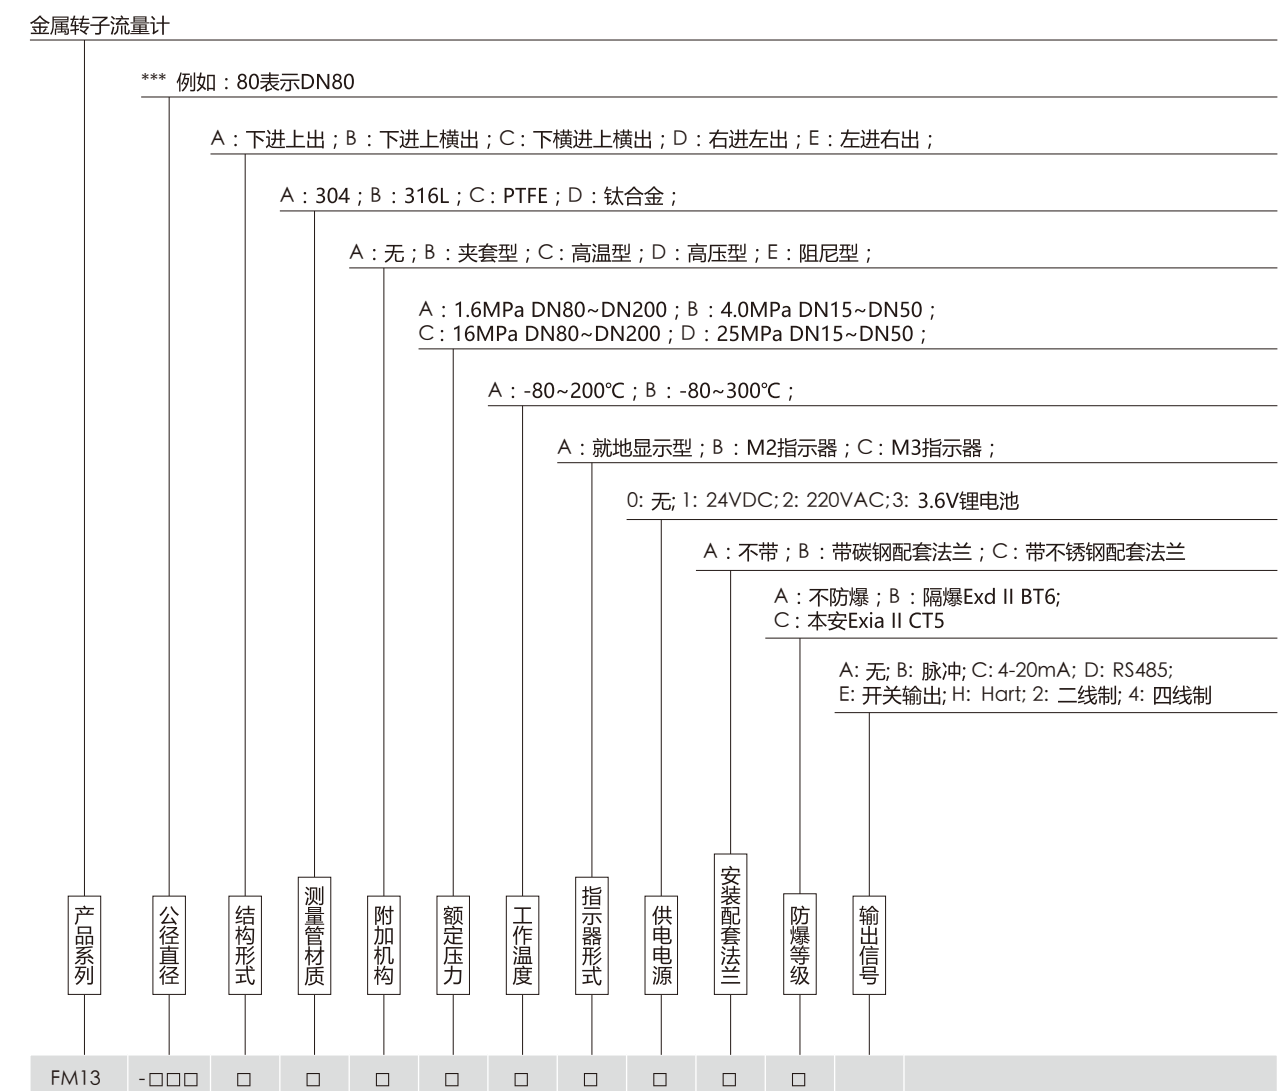 金属转子流量计
*** 例如：80表示DN80
A：下进上出；B：下进上横出；C：下横进上横出；D：右进左出；E：左进右出；
A：304；B：316L；C：PTFE；D：钛合金；
A：无；B：夹套型；C：高温型；D：高压型；E：阻尼型；
A：1.6MPa DN80~DN200；B：4.0MPa DN15~DN50；
C：16MPa DN80~DN200；D：25MPa DN15~DN50；
A：-80~200℃；B：-80~300℃；
A：就地显示型；B：M2指示器；C：M3指示器；
0: 无; 1: 24VDC; 2: 220VAC; 3: 3.6V锂电池
A：不带；B：带碳钢配套法兰；C：带不锈钢配套法兰
A：不防爆；B：隔爆Exd II BT6;
C：本安Exia II CT5
A: 无; B: 脉冲; C: 4-20mA; D: RS485;
E: 开关输出; H: Hart; 2: 二线制; 4: 四线制
产品系列
公径直径
结构形式
测量管材质
附加机构
额定压力
工作温度
指示器形式
供电电源
安装配套法兰
防爆等级
输出信号
FM13 -□□□ □ □ □ □ □ □ □ □ □